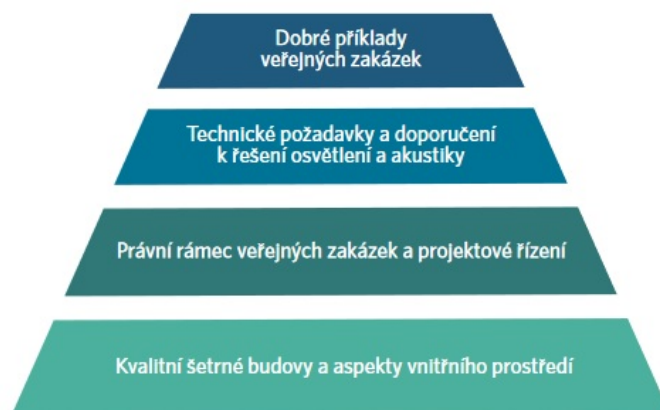 Dobré příklady
veřejných zakázek
Technické požadavky a doporučení
k řešení osvětlení a akustiky
Právní rámec veřejných zakázek a projektové řízení
Kvalitní šetrné budovy a aspekty vnitřního prostředí